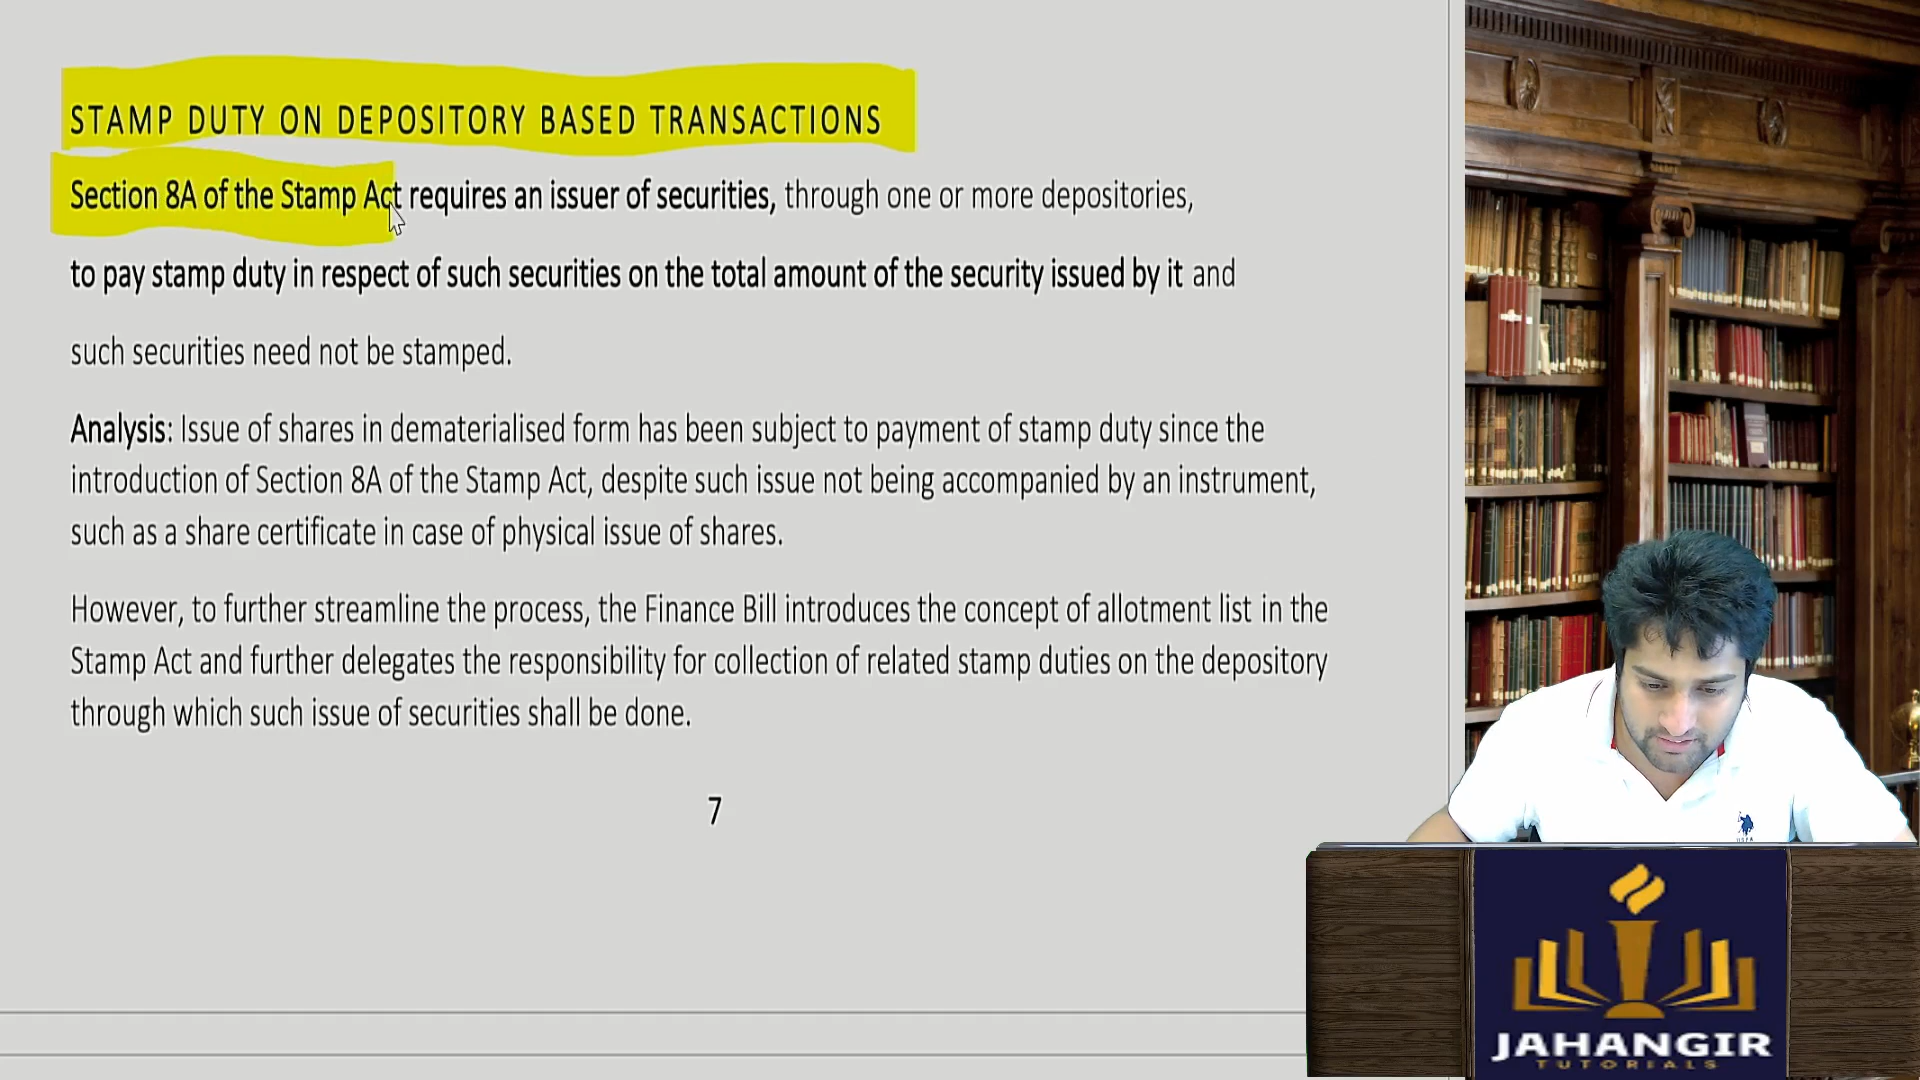 STAMP DUTY ON DEPOSITORY BASED TRANSACTIONS
Section 8A of the Stamp Act requires an issuer of securities, through one or more depositories,
to pay stamp duty in respect of such securities on the total amount of the security issued by it and
such securities need not be stamped.
Analysis: Issue of shares in dematerialised form has been subject to payment of stamp duty since the
introduction of Section 8A of the Stamp Act, despite such issue not being accompanied by an instrument,
such as a share certificate in case of physical issue of shares.
However, to further streamline the process, the Finance Bill introduces the concept of allotment list in the
Stamp Act and further delegates the responsibility for collection of related stamp duties on the depository
through which such issue of securities shall be done.
7
JAHANGIR
TUTORIALS